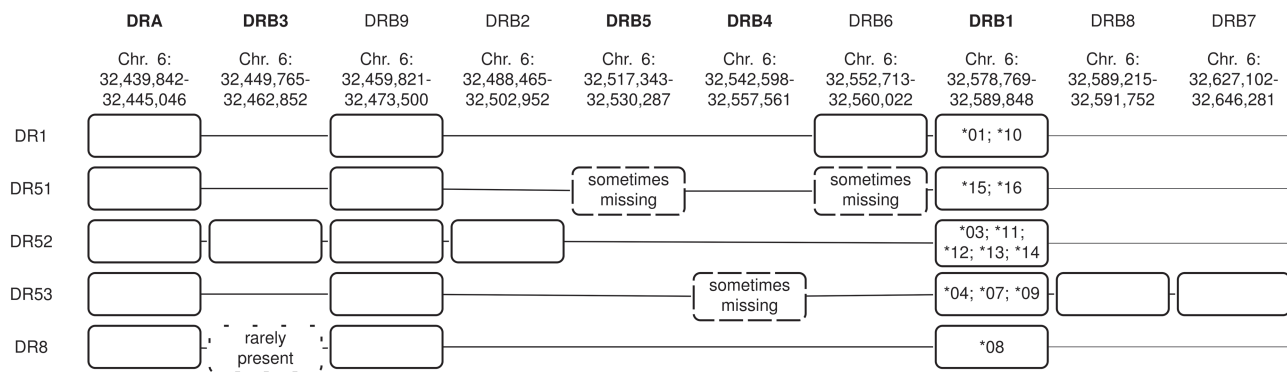 DRA DRB3 DRB9 DRB2 DRB5 DRB4 DRB6 DRB1 DRB8 DRB7
Chr. 6: Chr. 6: Chr. 6: Chr. 6: Chr. 6: Chr. 6: Chr. 6: Chr. 6: Chr. 6: Chr. 6:
32,439,842- 32,449,765- 32,459,821- 32,488,465- 32,517,343- 32,542,598- 32,552,713- 32,578,769- 32,589,215- 32,627,102-
32,445,046 32,462,852 32,473,500 32,502,952 32,530,287 32,557,561 32,560,022 32,589,848 32,591,752 32,646,281
DR1 *01; *10
DR51 sometimes missing sometimes missing *15; *16
DR52 *03; *11;
*12; *13; *14
DR53 sometimes missing *04; *07; *09
DR8 rarely present *08